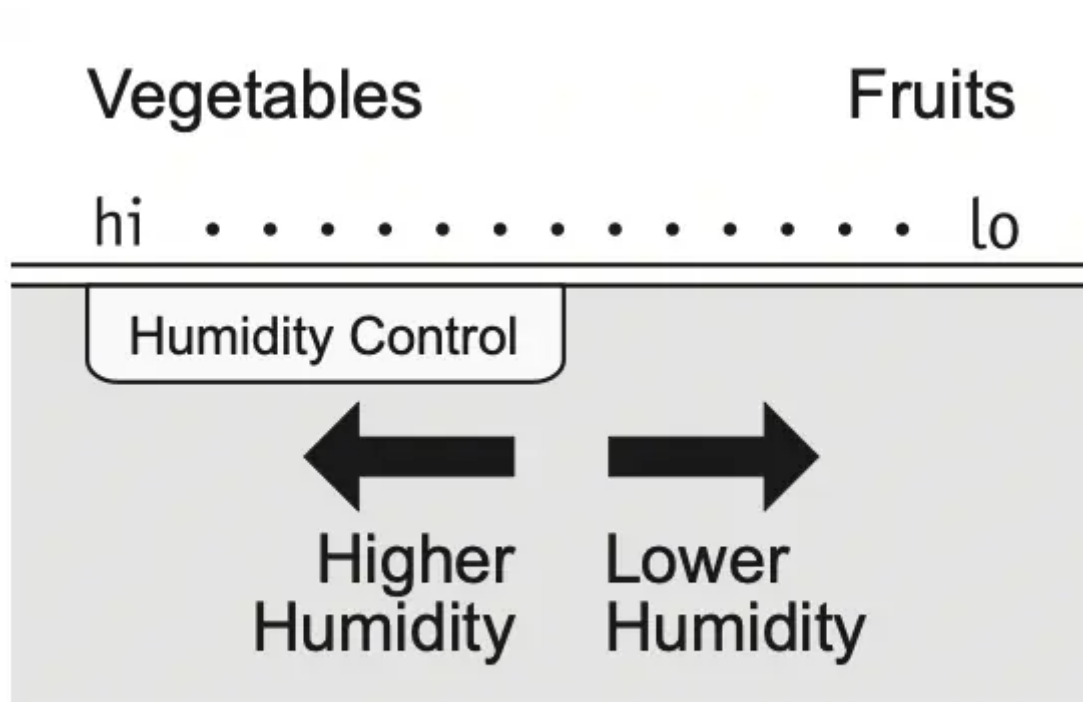 Vegetables Fruits
hi . . . . . . . . . . . . . lo
Humidity Control
Higher Lower
Humidity Humidity